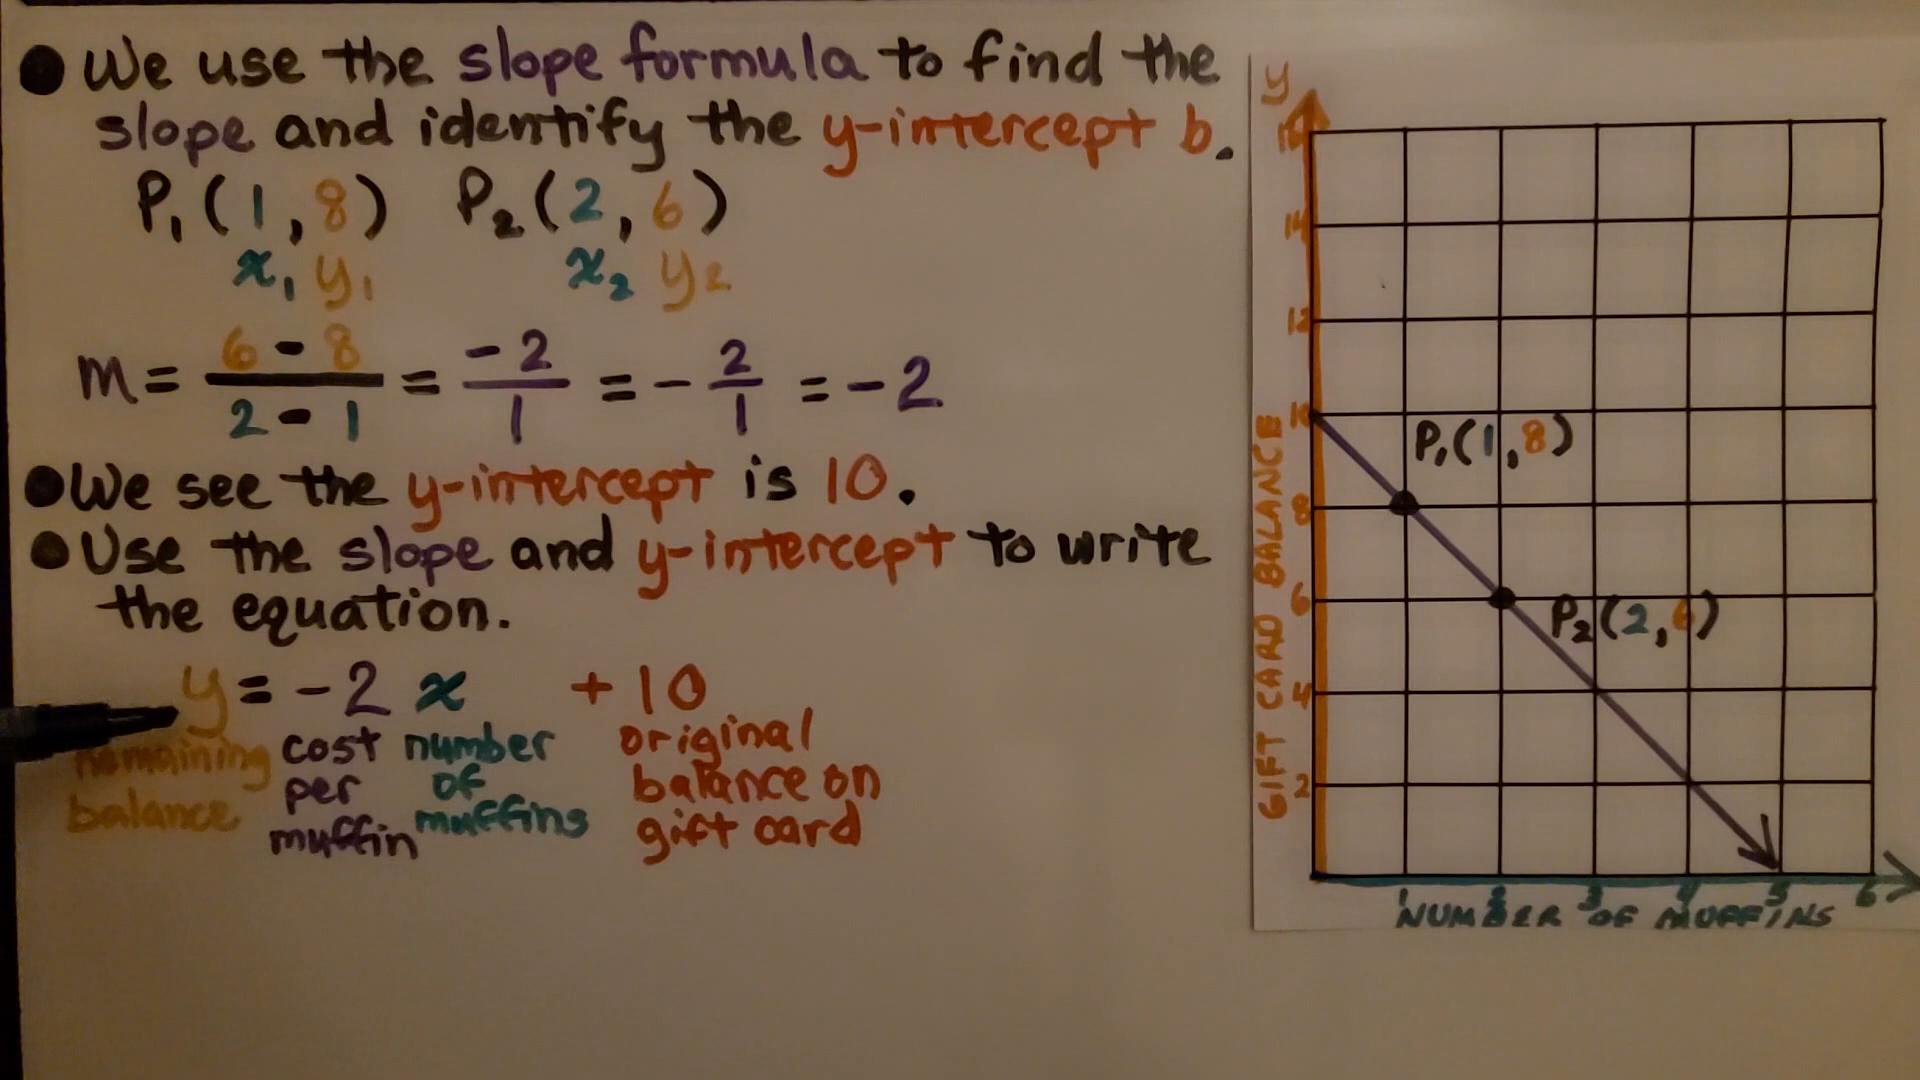 ● We use the slope formula to find the
slope and identify the y-intercept b.
P₁(1,8) P₂(2,6)
x₁ y₁ x₂ y₂
m = 6 - 8 / 2 - 1 = -2 / 1 = - 2 / 1 = -2
● We see the y-intercept is 10.
● Use the slope and y-intercept to write
the equation.
y = -2 x + 10
remaining cost number original
balance per of balance on
muffin muffins gift card
y
14
12
10
8
6
4
2
GIFT CARD BALANCE
P₁(1,8)
P₂(2,6)
1 2 3 4 5 6
NUMBER OF MUFFINS